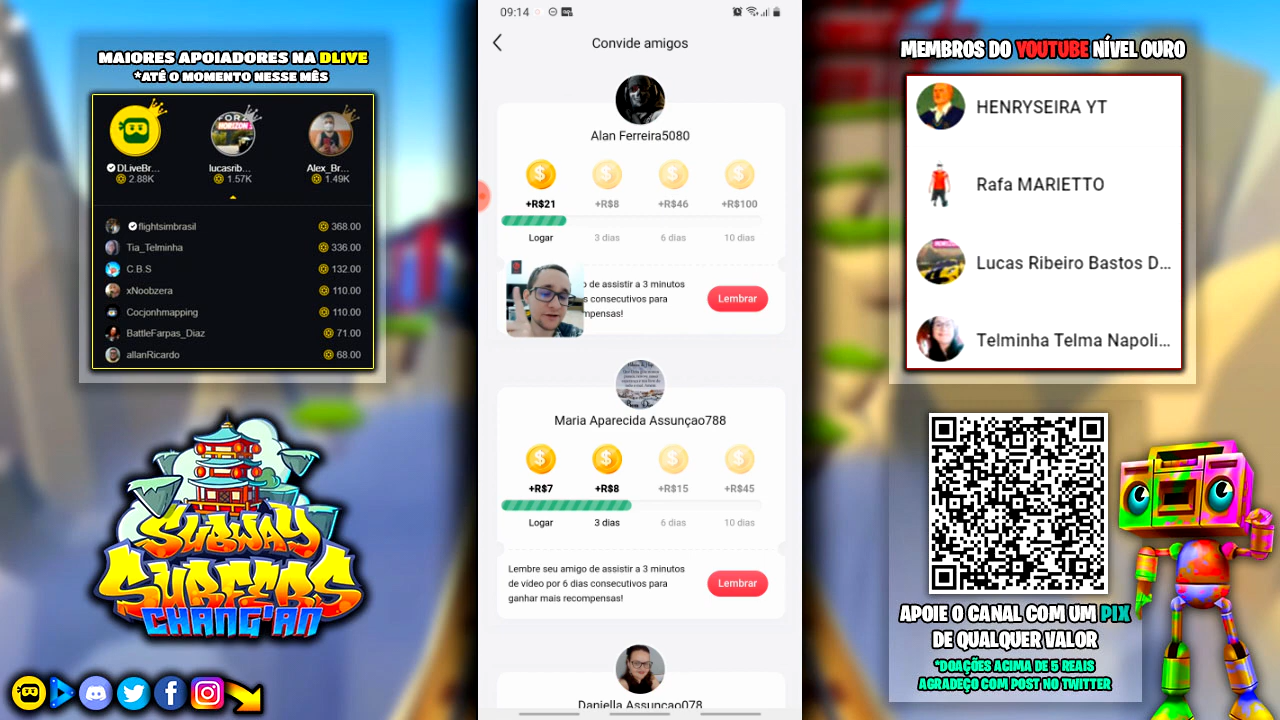 MAIORES APOIADORES NA DLIVE
*ATÉ O MOMENTO NESSE MÊS
DLiveBr...
2.88K
lucasrib...
1.57K
Alex_Br...
1.49K
flightsimbrasil 368.00
Tia_Telminha 336.00
C.B.S 132.00
xNoobzera 110.00
Cocjonhmapping 110.00
BattleFarpas_Diaz 71.00
allanRicardo 68.00
SUBWAY
SURFERS
CHANG'AN
09:14
Convide amigos
Alan Ferreira5080
+R$21 +R$8 +R$46 +R$100
Logar 3 dias 6 dias 10 dias
o de assistir a 3 minutos
s consecutivos para
mpensas!
Lembrar
Maria Aparecida Assunçao788
+R$7 +R$8 +R$15 +R$45
Logar 3 dias 6 dias 10 dias
Lembre seu amigo de assistir a 3 minutos
de vídeo por 6 dias consecutivos para
ganhar mais recompensas!
Lembrar
Daniella Assunçao078
MEMBROS DO YOUTUBE NÍVEL OURO
HENRYSEIRA YT
Rafa MARIETTO
Lucas Ribeiro Bastos D...
Telminha Telma Napoli...
APOIE O CANAL COM UM PIX
DE QUALQUER VALOR
*DOAÇÕES ACIMA DE 5 REAIS
AGRADEÇO COM POST NO TWITTER